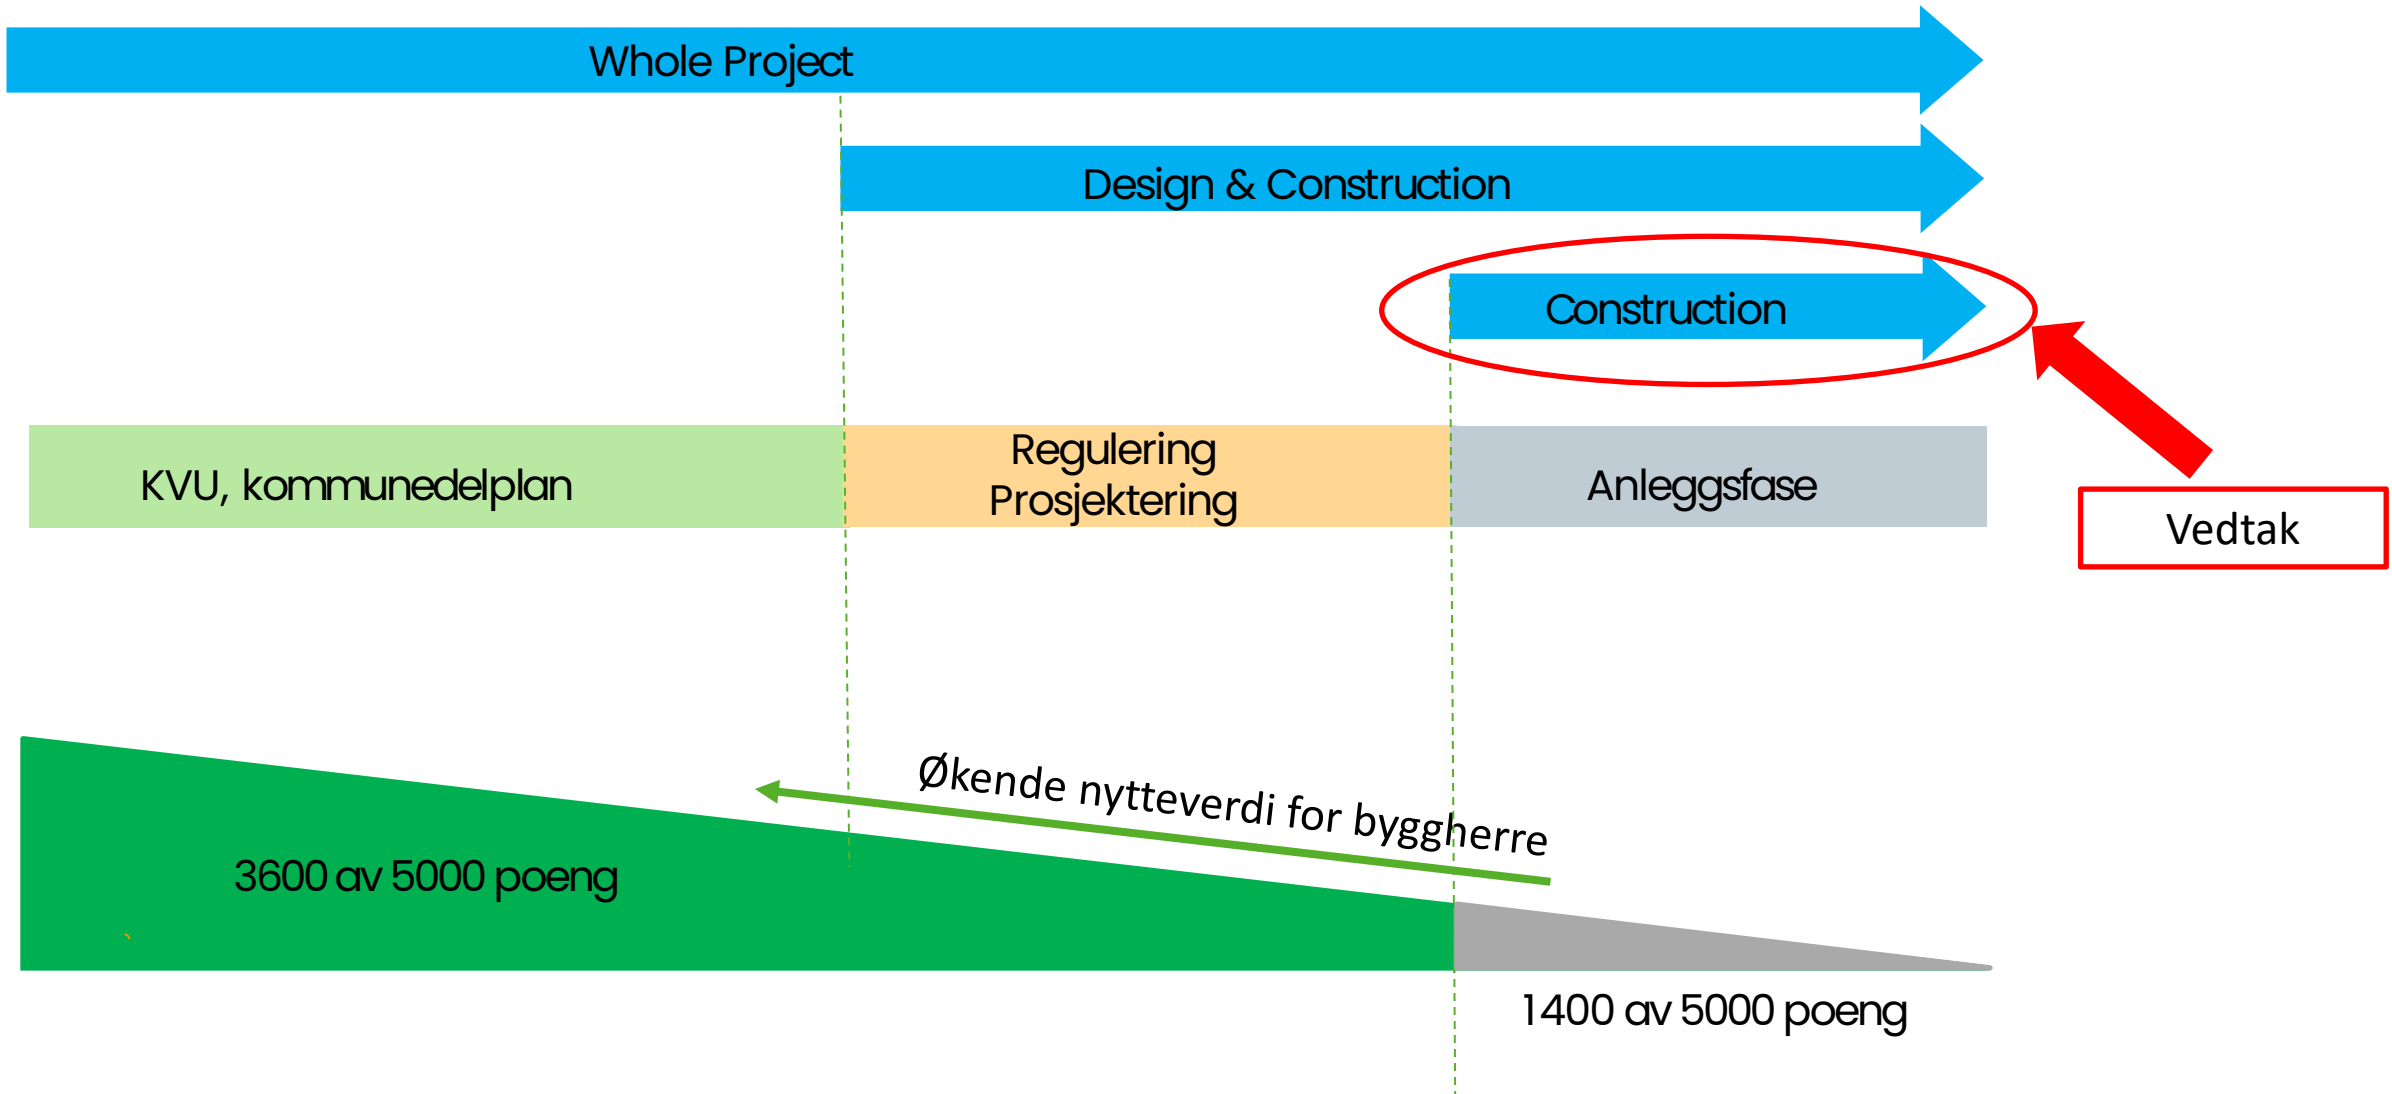 Whole Project
Design & Construction
Construction
KVU, kommunedelplan
Regulering
Prosjektering
Anleggsfase
Vedtak
Økende nytteverdi for byggherre
3600 av 5000 poeng
1400 av 5000 poeng